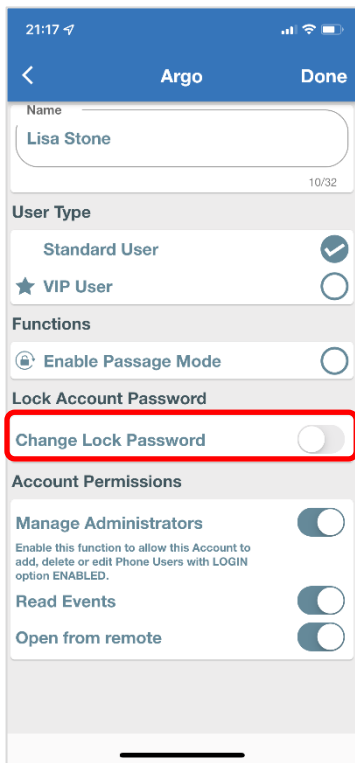 21:17
Argo
Done
Name
Lisa Stone
10/32
User Type
Standard User
VIP User
Functions
Enable Passage Mode
Lock Account Password
Change Lock Password
Account Permissions
Manage Administrators
Enable this function to allow this Account to
add, delete or edit Phone Users with LOGIN
option ENABLED.
Read Events
Open from remote